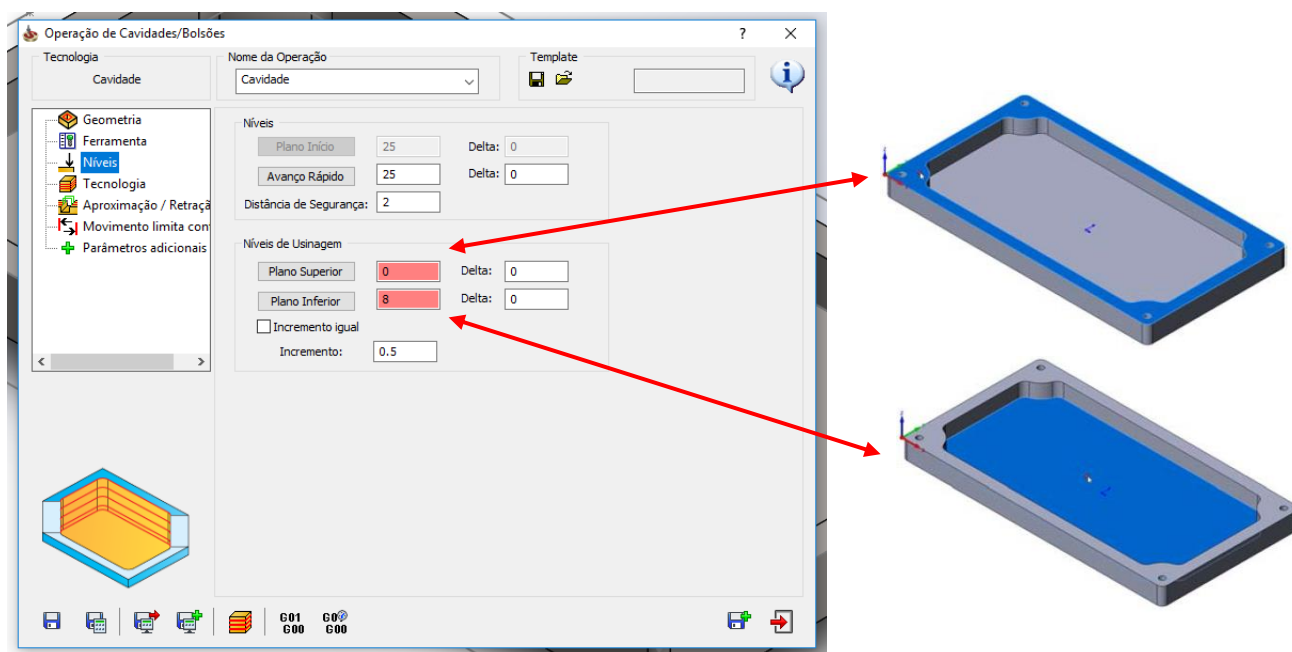 Operação de Cavidades/Bolsões ? X
Tecnologia
Cavidade
Nome da Operação
Cavidade
Template
Geometria
Ferramenta
Níveis
Tecnologia
Aproximação / Retraçã
Movimento limita con
Parâmetros adicionais
Níveis
Plano Início 25 Delta: 0
Avanço Rápido 25 Delta: 0
Distância de Segurança: 2
Níveis de Usinagem
Plano Superior 0 Delta: 0
Plano Inferior 8 Delta: 0
Incremento igual
Incremento: 0.5
G01 G00
G00 G00